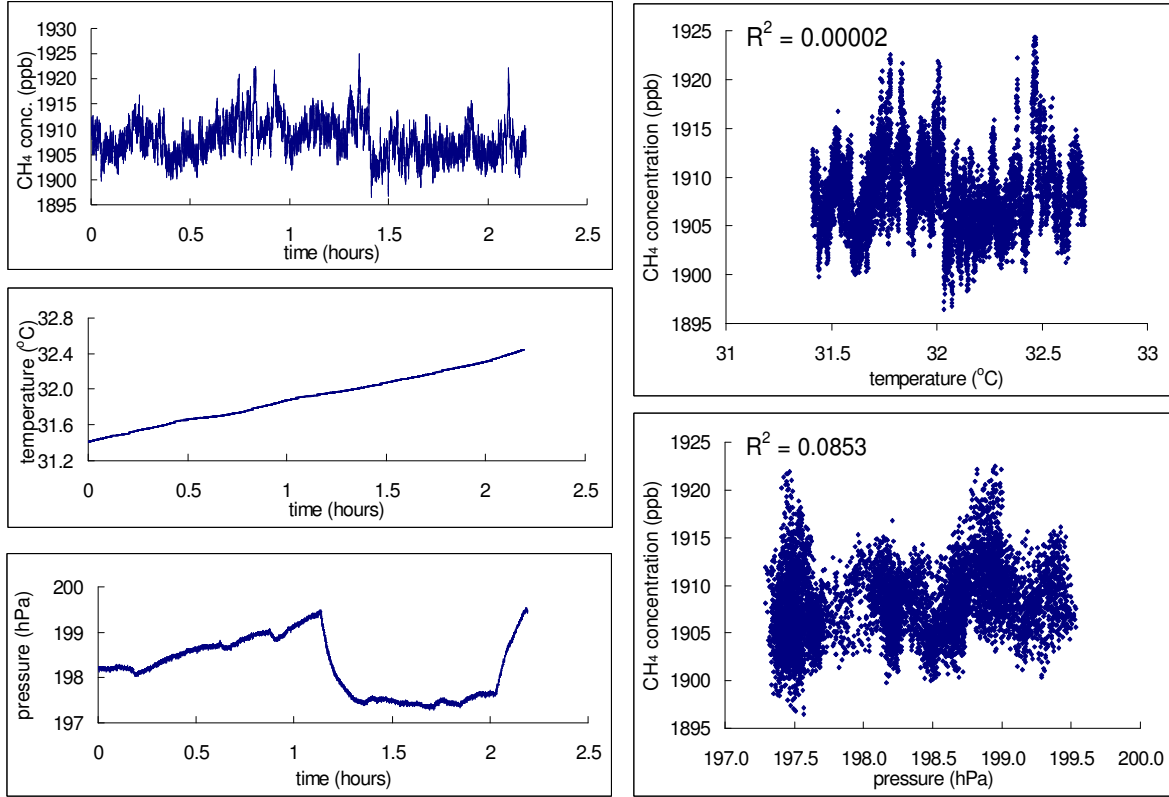 CH₄ conc. (ppb)
1930
1925
1920
1915
1910
1905
1900
1895
0 0.5 1 1.5 2 2.5
time (hours)
temperature (°C)
32.8
32.4
32.0
31.6
31.2
0 0.5 1 1.5 2 2.5
time (hours)
pressure (hPa)
200
199
198
197
0 0.5 1 1.5 2 2.5
time (hours)
R² = 0.00002
CH₄ concentration (ppb)
1925
1920
1915
1910
1905
1900
1895
31 31.5 32 32.5 33
temperature (°C)
R² = 0.0853
CH₄ concentration (ppb)
1925
1920
1915
1910
1905
1900
1895
197.0 197.5 198.0 198.5 199.0 199.5 200.0
pressure (hPa)